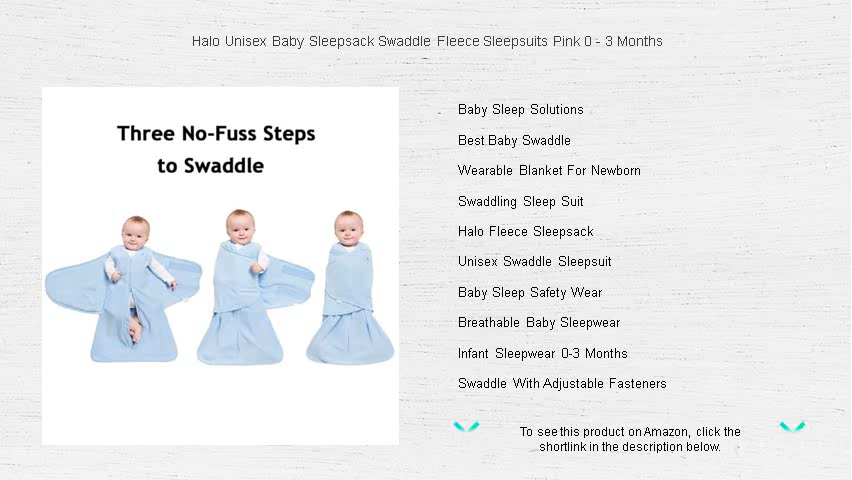 Halo Unisex Baby Sleepsack Swaddle Fleece Sleepsuits Pink 0 - 3 Months
Three No-Fuss Steps
to Swaddle
Baby Sleep Solutions
Best Baby Swaddle
Wearable Blanket For Newborn
Swaddling Sleep Suit
Halo Fleece Sleepsack
Unisex Swaddle Sleepsuit
Baby Sleep Safety Wear
Breathable Baby Sleepwear
Infant Sleepwear 0-3 Months
Swaddle With Adjustable Fasteners
To see this product on Amazon, click the
shortlink in the description below.